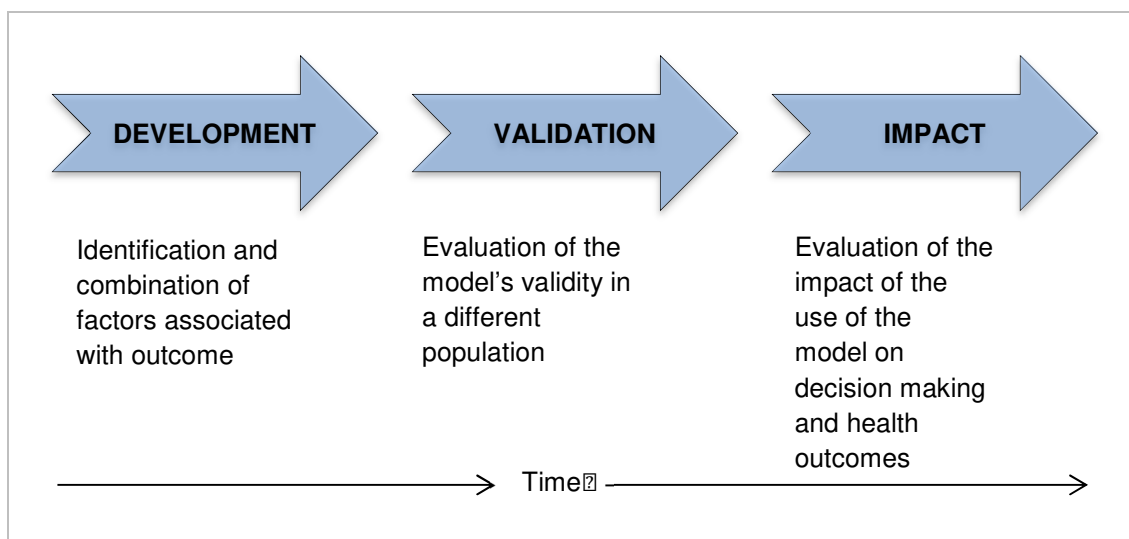 DEVELOPMENT
VALIDATION
IMPACT
Identification and
combination of
factors associated
with outcome
Evaluation of the
model’s validity in
a different
population
Evaluation of the
impact of the
use of the
model on
decision making
and health
outcomes
Time